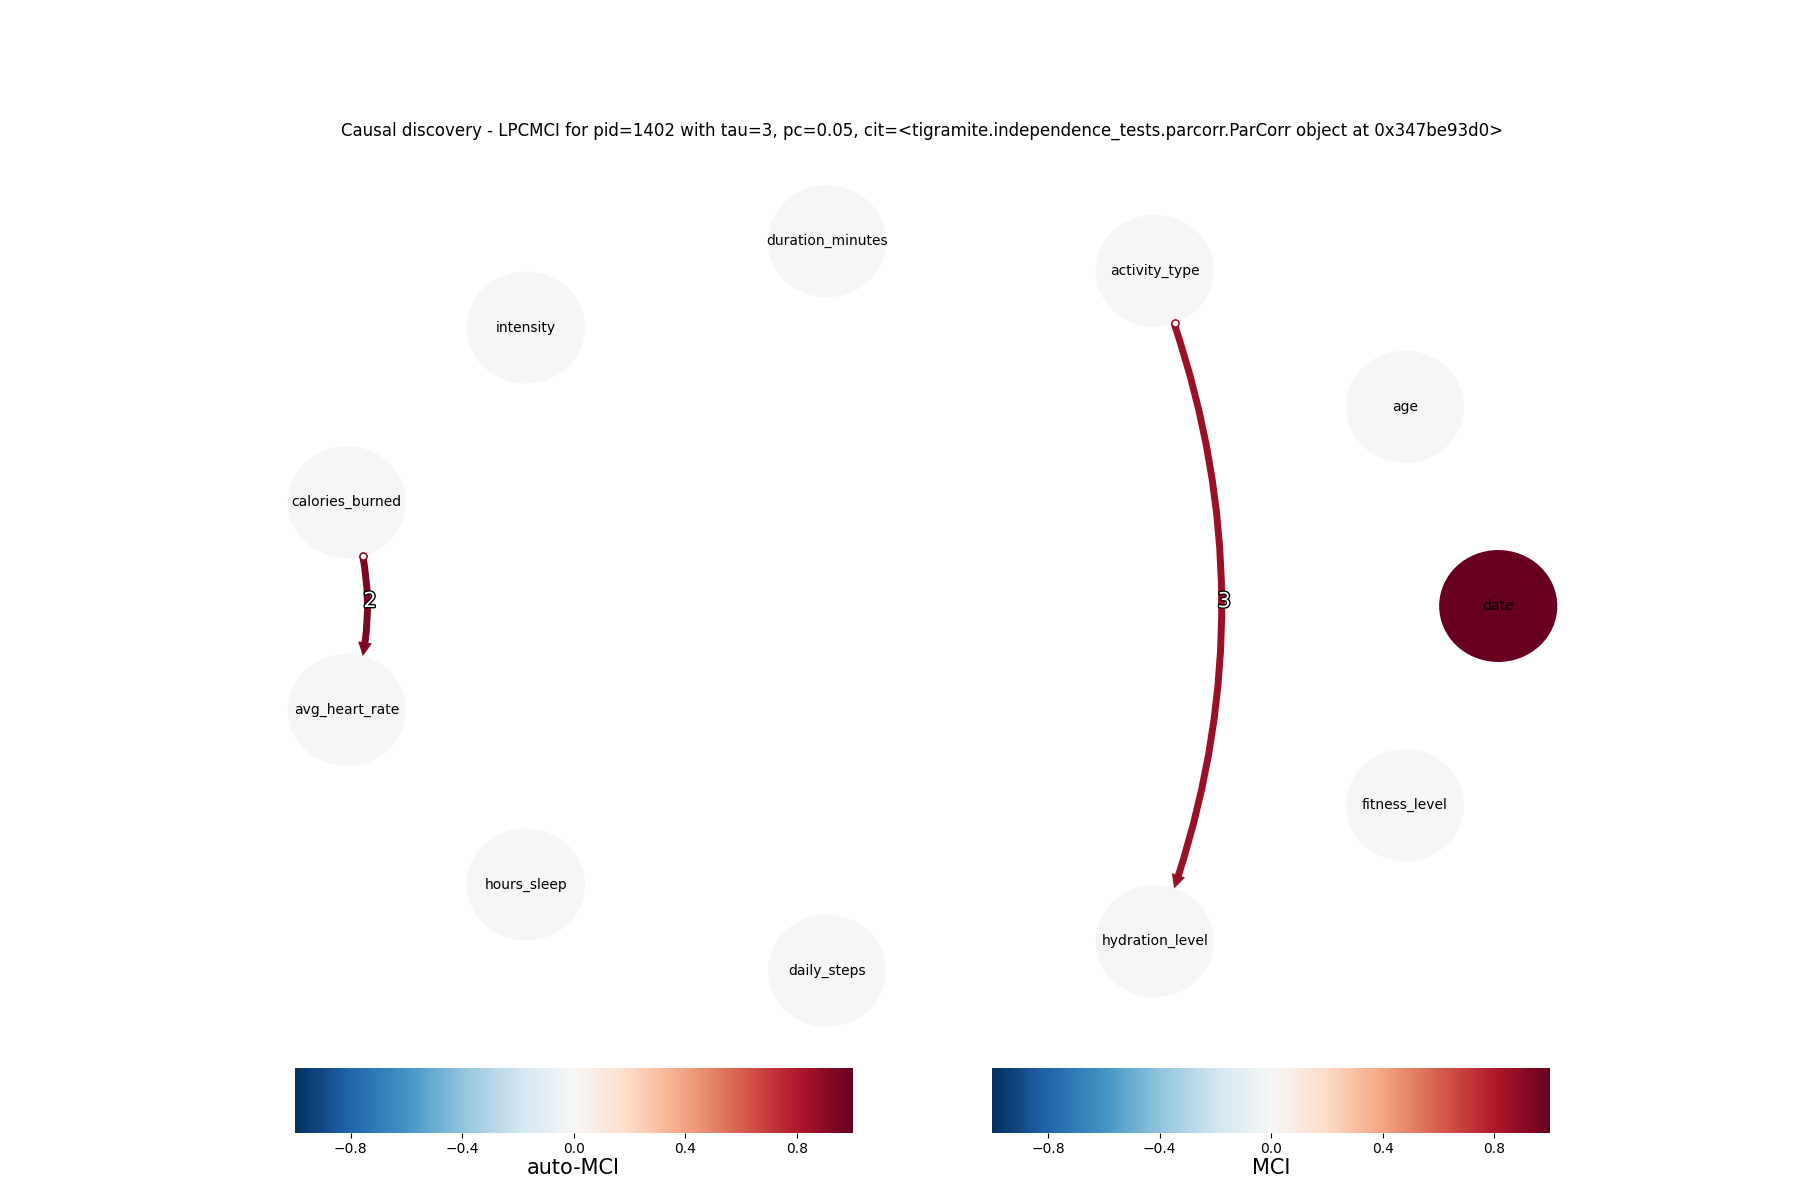 Causal discovery - LPCMCI for pid=1402 with tau=3, pc=0.05, cit=<tigramite.independence_tests.parcorr.ParCorr object at 0x347be93d0>
duration_minutes
activity_type
intensity
age
calories_burned
2
3
date
avg_heart_rate
fitness_level
hours_sleep
hydration_level
daily_steps
−0.8 −0.4 0.0 0.4 0.8
auto-MCI
−0.8 −0.4 0.0 0.4 0.8
MCI